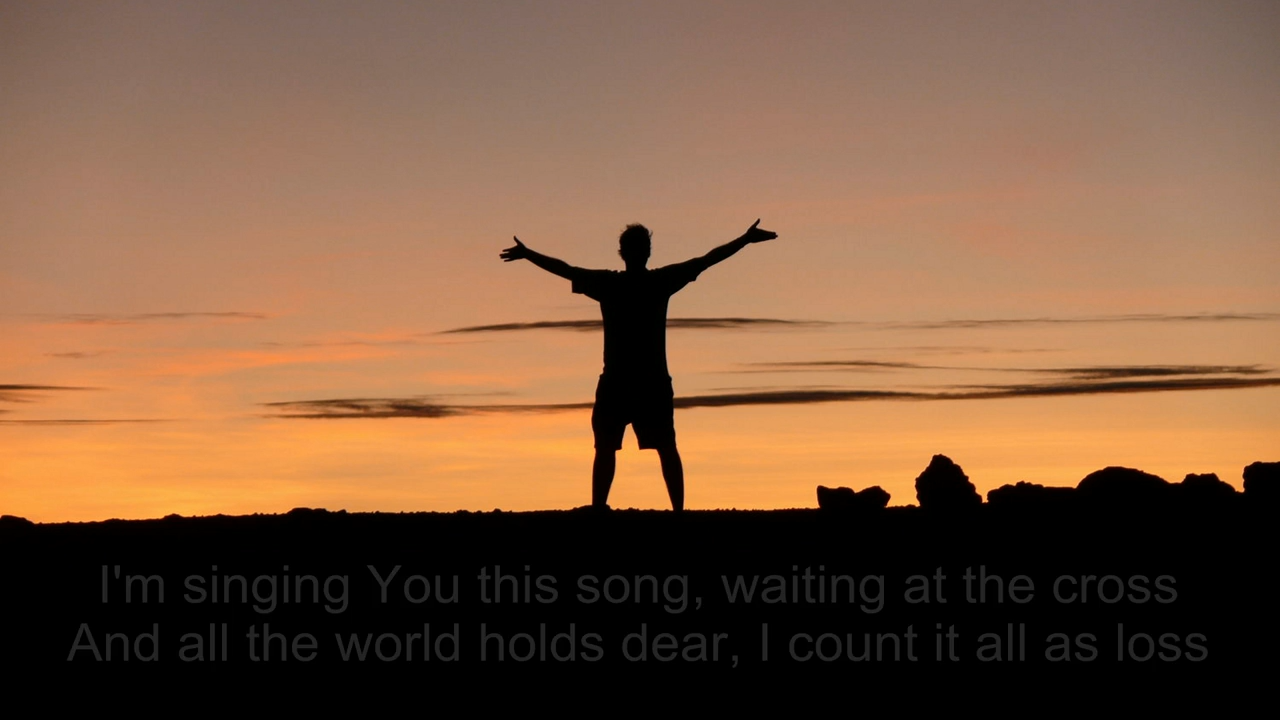 I'm singing You this song, waiting at the cross
And all the world holds dear, I count it all as loss